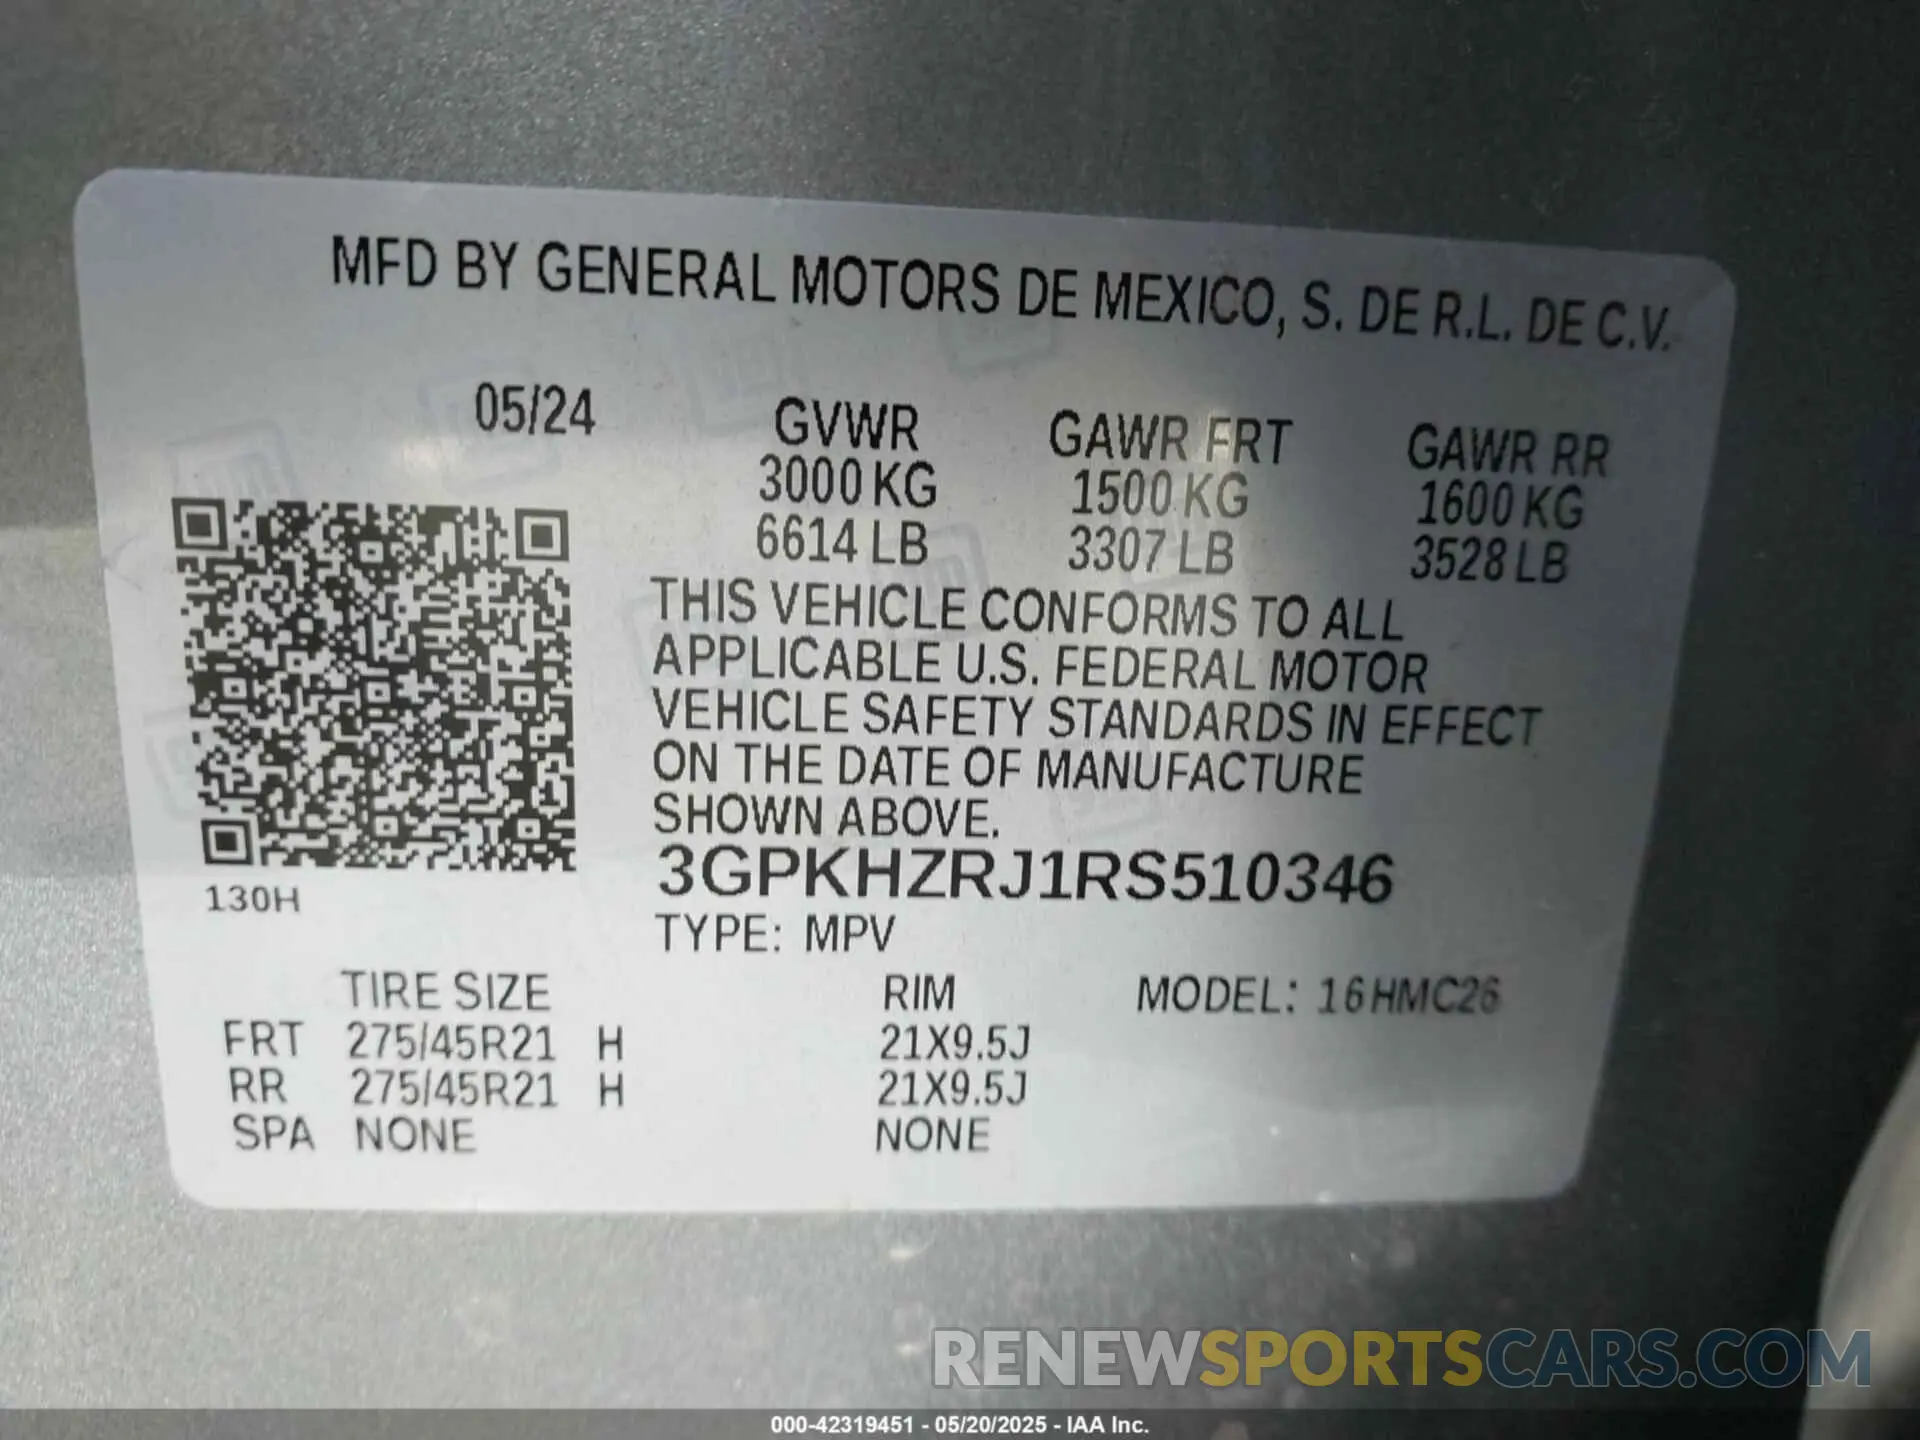 MFD BY GENERAL MOTORS DE MEXICO, S. DE R.L. DE C.V.
05/24 GVWR GAWR FRT GAWR RR
3000 KG 1500 KG 1600 KG
6614 LB 3307 LB 3528 LB
THIS VEHICLE CONFORMS TO ALL
APPLICABLE U.S. FEDERAL MOTOR
VEHICLE SAFETY STANDARDS IN EFFECT
ON THE DATE OF MANUFACTURE
SHOWN ABOVE.
3GPKHZRJ1RS510346
130H
TYPE: MPV
TIRE SIZE RIM MODEL: 16HMC26
FRT 275/45R21 H 21X9.5J
RR 275/45R21 H 21X9.5J
SPA NONE NONE
RENEWSPORTSCARS.COM
000-42319451 - 05/20/2025 - IAA Inc.